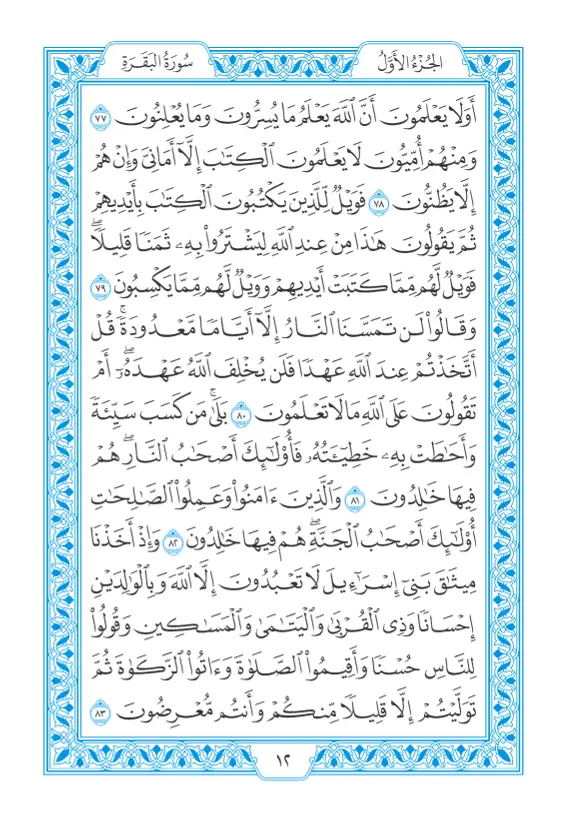 الجُزْءُ الأَوَّلُ
سُورَةُ البَقَرَةِ
أَوَلَا يَعْلَمُونَ أَنَّ ٱللَّهَ يَعْلَمُ مَا يُسِرُّونَ وَمَا يُعْلِنُونَ ٧٧
وَمِنْهُمْ أُمِّيُّونَ لَا يَعْلَمُونَ ٱلْكِتَٰبَ إِلَّآ أَمَانِىَّ وَإِنْ هُمْ
إِلَّا يَظُنُّونَ ٧٨ فَوَيْلٌ لِّلَّذِينَ يَكْتُبُونَ ٱلْكِتَٰبَ بِأَيْدِيهِمْ
ثُمَّ يَقُولُونَ هَٰذَا مِنْ عِندِ ٱللَّهِ لِيَشْتَرُوا۟ بِهِۦ ثَمَنًا قَلِيلًا ۖ
فَوَيْلٌ لَّهُم مِّمَّا كَتَبَتْ أَيْدِيهِمْ وَوَيْلٌ لَّهُم مِّمَّا يَكْسِبُونَ ٧٩
وَقَالُوا۟ لَن تَمَسَّنَا ٱلنَّارُ إِلَّآ أَيَّامًا مَّعْدُودَةً ۚ قُلْ
أَتَّخَذْتُمْ عِندَ ٱللَّهِ عَهْدًا فَلَن يُخْلِفَ ٱللَّهُ عَهْدَهُۥٓ ۖ أَمْ
تَقُولُونَ عَلَى ٱللَّهِ مَا لَا تَعْلَمُونَ ٨٠ بَلَىٰ ۚ مَن كَسَبَ سَيِّئَةً
وَأَحَٰطَتْ بِهِۦ خَطِيٓـَٔتُهُۥ فَأُو۟لَٰٓئِكَ أَصْحَٰبُ ٱلنَّارِ ۖ هُمْ
فِيهَا خَٰلِدُونَ ٨١ وَٱلَّذِينَ ءَامَنُوا۟ وَعَمِلُوا۟ ٱلصَّٰلِحَٰتِ
أُو۟لَٰٓئِكَ أَصْحَٰبُ ٱلْجَنَّةِ ۖ هُمْ فِيهَا خَٰلِدُونَ ٨٢ وَإِذْ أَخَذْنَا
مِيثَٰقَ بَنِىٓ إِسْرَٰٓءِيلَ لَا تَعْبُدُونَ إِلَّا ٱللَّهَ وَبِٱلْوَٰلِدَيْنِ
إِحْسَانًا وَذِى ٱلْقُرْبَىٰ وَٱلْيَتَٰمَىٰ وَٱلْمَسَٰكِينِ وَقُولُوا۟
لِلنَّاسِ حُسْنًا وَأَقِيمُوا۟ ٱلصَّلَوٰةَ وَءَاتُوا۟ ٱلزَّكَوٰةَ ثُمَّ
تَوَلَّيْتُمْ إِلَّا قَلِيلًا مِّنكُمْ وَأَنتُم مُّعْرِضُونَ ٨٣
١٢